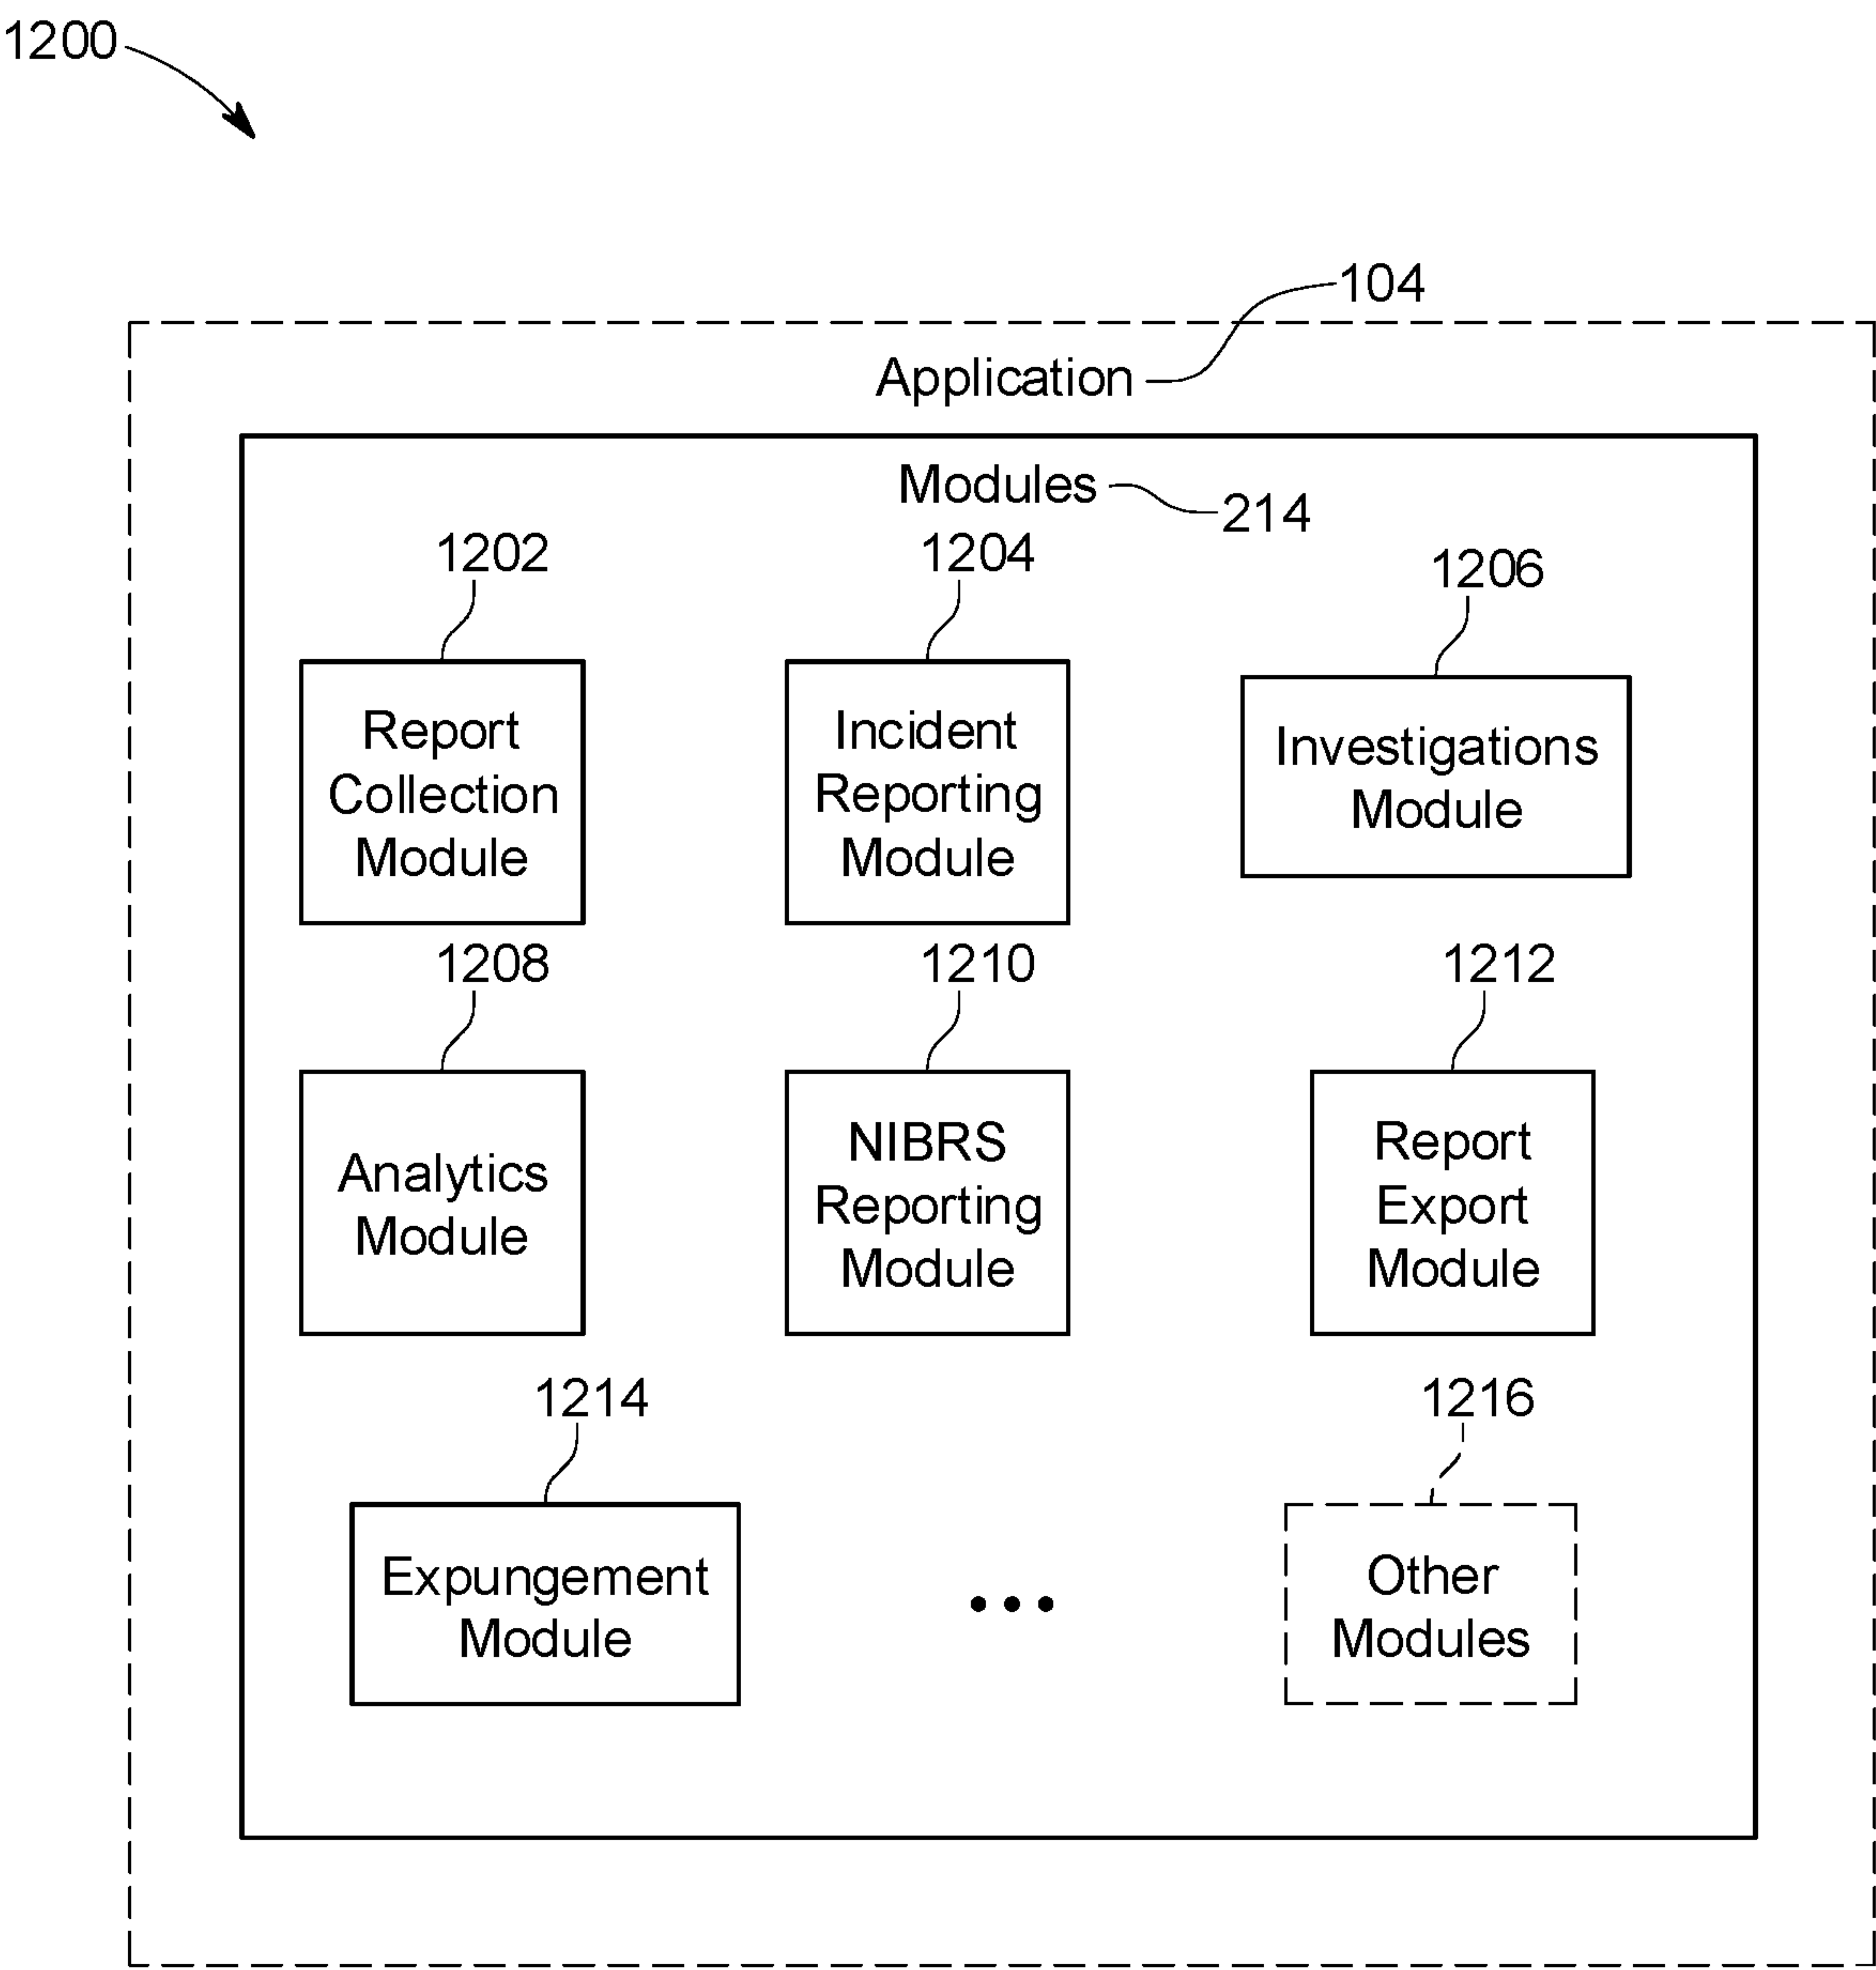 1200
104
Application
Modules
214
1202
1204
1206
Report
Collection
Module
Incident
Reporting
Module
Investigations
Module
1208
1210
1212
Analytics
Module
NIBRS
Reporting
Module
Report
Export
Module
1214
1216
Expungement
Module
Other
Modules